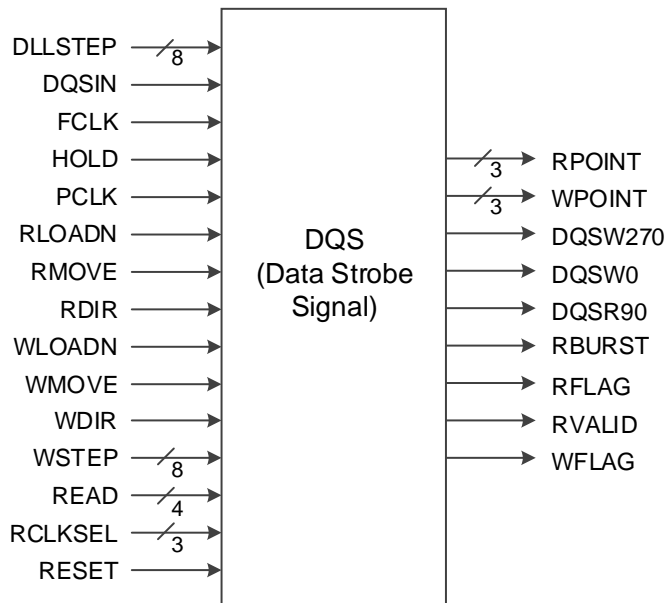 DLLSTEP
8
DQSIN
FCLK
HOLD
PCLK
RLOADN
RMOVE
RDIR
WLOADN
WMOVE
WDIR
WSTEP
8
READ
4
RCLKSEL
3
RESET
DQS
(Data Strobe
Signal)
3
RPOINT
3
WPOINT
DQSW270
DQSW0
DQSR90
RBURST
RFLAG
RVALID
WFLAG